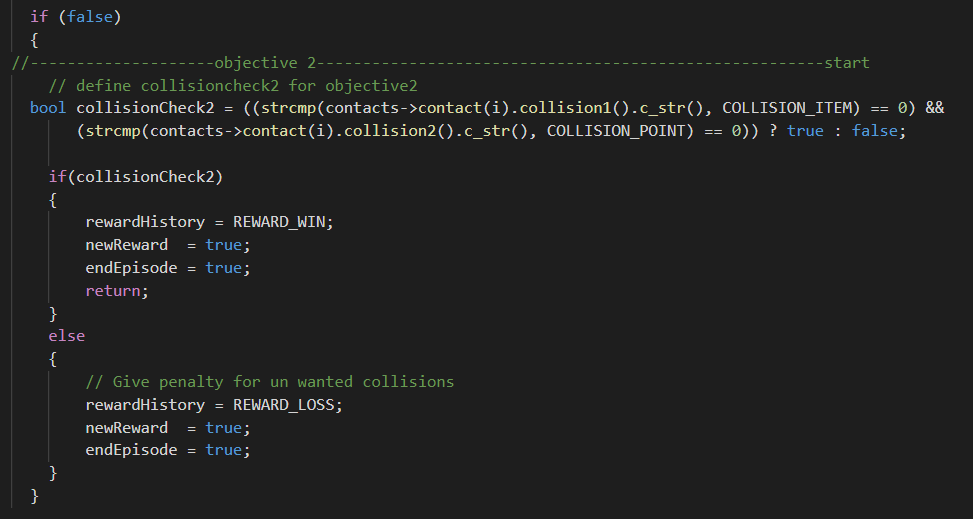 if (false)
{
//--------------------objective 2-------------------------------------------------------start
// define collisioncheck2 for objective2
bool collisionCheck2 = ((strcmp(contacts->contact(i).collision1().c_str(), COLLISION_ITEM) == 0) &&
(strcmp(contacts->contact(i).collision2().c_str(), COLLISION_POINT) == 0)) ? true : false;
if(collisionCheck2)
{
rewardHistory = REWARD_WIN;
newReward  = true;
endEpisode = true;
return;
}
else
{
// Give penalty for un wanted collisions
rewardHistory = REWARD_LOSS;
newReward  = true;
endEpisode = true;
}
}